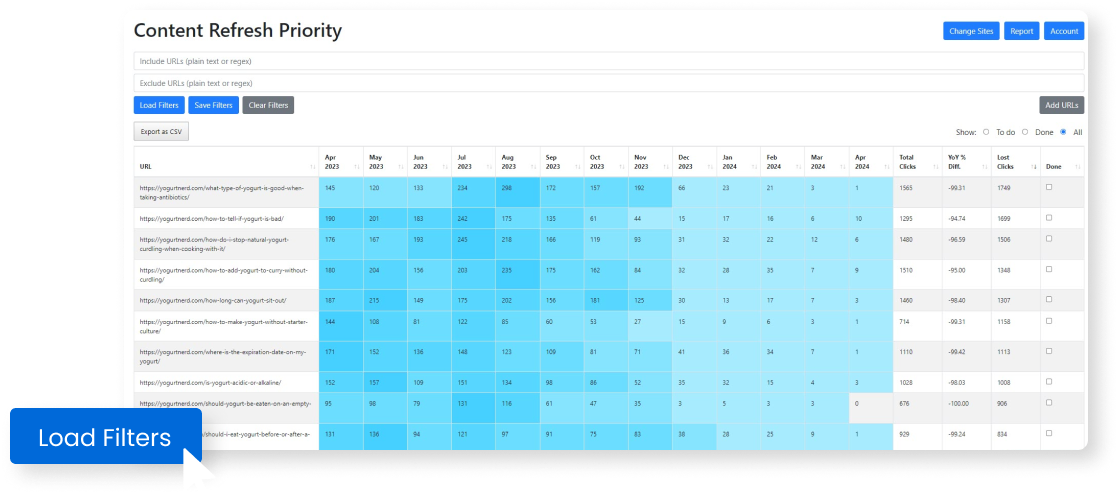 Content Refresh Priority
Change Sites Report Account
Include URLs (plain text or regex)
Exclude URLs (plain text or regex)
Load Filters Save Filters Clear Filters Add URLs
Export as CSV Show: To do Done All
URL Apr 2023 May 2023 Jun 2023 Jul 2023 Aug 2023 Sep 2023 Oct 2023 Nov 2023 Dec 2023 Jan 2024 Feb 2024 Mar 2024 Apr 2024 Total Clicks YoY % Diff. Lost Clicks Done
https://yogurtnerd.com/what-type-of-yogurt-is-good-when- 145 120 133 234 298 172 157 192 66 23 21 3 1 1565 -99.31 1749
taking-antibiotics/
https://yogurtnerd.com/how-to-tell-if-yogurt-is-bad/ 190 201 183 242 175 135 61 44 15 17 16 6 10 1295 -94.74 1699
https://yogurtnerd.com/how-do-i-stop-natural-yogurt- 176 167 193 245 218 166 119 93 31 32 22 12 6 1480 -96.59 1506
curdling-when-cooking-with-it/
https://yogurtnerd.com/how-to-add-yogurt-to-curry-without- 180 204 156 203 235 175 162 84 32 28 35 7 9 1510 -95.00 1348
curdling/
https://yogurtnerd.com/how-long-can-yogurt-sit-out/ 187 215 149 175 202 156 181 125 30 13 17 7 3 1460 -98.40 1307
https://yogurtnerd.com/how-to-make-yogurt-without-starter- 144 108 81 122 85 60 53 27 15 9 6 3 1 714 -99.31 1158
culture/
https://yogurtnerd.com/where-is-the-expiration-date-on-my- 171 152 136 148 123 109 81 71 41 36 34 7 1 1110 -99.42 1113
yogurt/
https://yogurtnerd.com/is-yogurt-acidic-or-alkaline/ 152 157 109 151 134 98 86 52 35 32 15 4 3 1028 -98.03 1008
https://yogurtnerd.com/should-yogurt-be-eaten-on-an-empty- 95 98 79 131 116 61 47 35 3 5 3 3 0 676 -100.00 906
/should-i-eat-yogurt-before-or-after-a- 131 136 94 121 97 91 75 83 38 28 25 9 1 929 -99.24 834
Load Filters